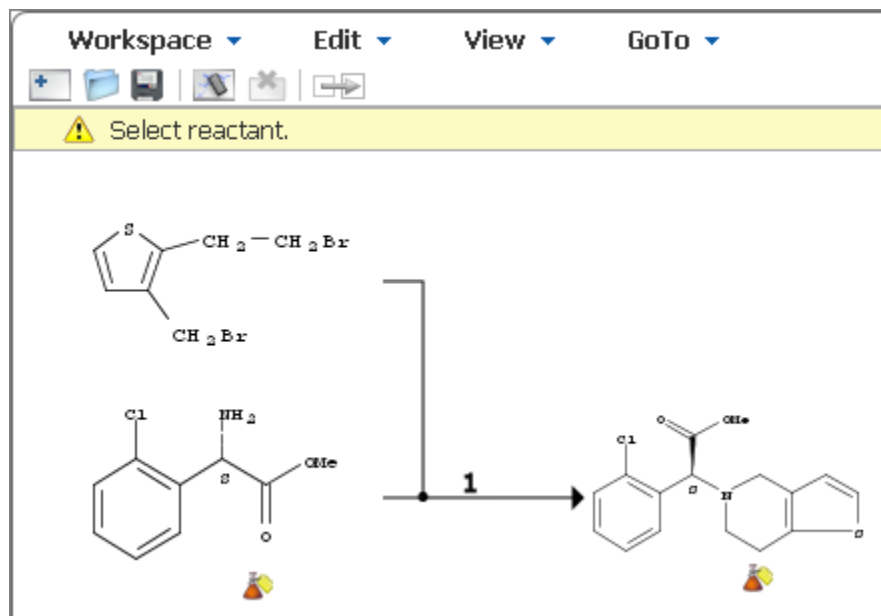 Workspace Edit View GoTo
Select reactant.
S
CH2-CH2Br
CH2Br
Cl NH2
OMe
S
O
1
O OMe
Cl
S N
S